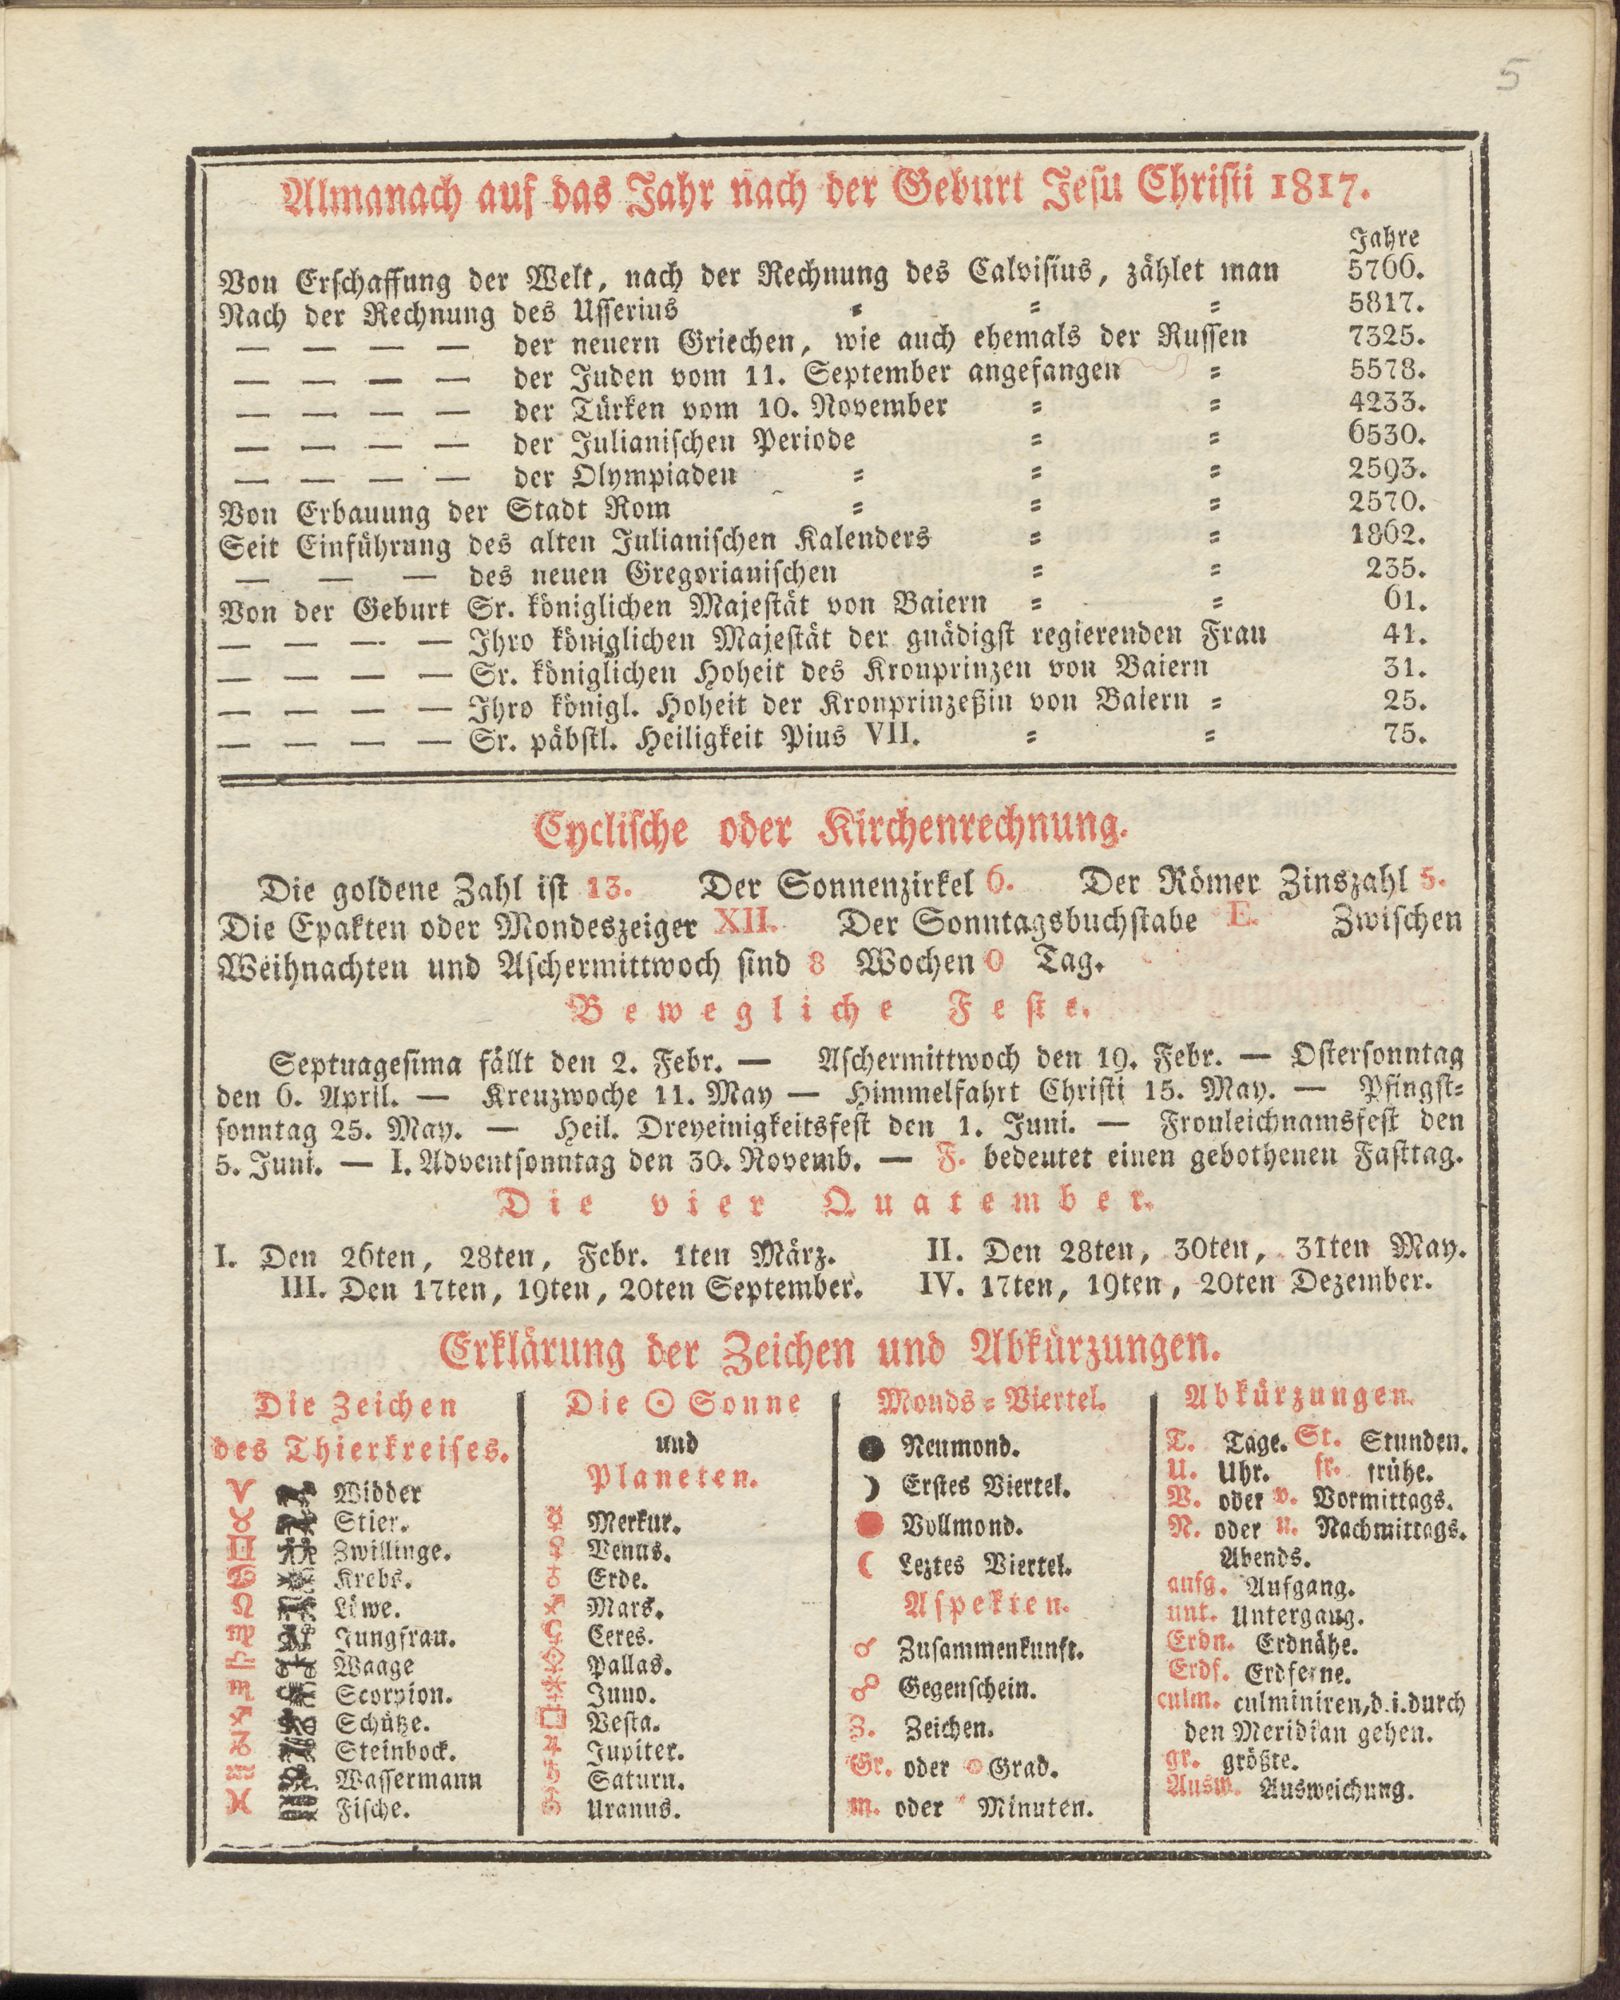 5
Almanach auf das Jahr nach der Geburt Jesu Christi 1817.
Jahre
Von Erschaffung der Welt, nach der Rechnung des Calvisius, zählet man 5766.
Nach der Rechnung des Usserius = = = 5817.
— — — — der neuern Griechen, wie auch ehemals der Russen 7325.
— — — — der Juden vom 11. September angefangen = 5578.
— — — — der Türken vom 10. November = = 4233.
— — — — der Julianischen Periode = = 6530.
— — — — der Olympiaden = = = 2593.
Von Erbauung der Stadt Rom = = = 2570.
Seit Einführung des alten Julianischen Kalenders = = 1862.
— — — des neuen Gregorianischen = = 235.
Von der Geburt Sr. königlichen Majestät von Baiern = = 61.
— — — — Ihro königlichen Majestät der gnädigst regierenden Frau 41.
— — — — Sr. königlichen Hoheit des Kronprinzen von Baiern 31.
— — — — Ihro königl. Hoheit der Kronprinzeßin von Baiern = 25.
— — — — Sr. päbstl. Heiligkeit Pius VII. = = 75.
Cyclische oder Kirchenrechnung.
Die goldene Zahl ist 13. Der Sonnenzirkel 6. Der Römer Zinszahl 5.
Die Epakten oder Mondeszeiger XII. Der Sonntagsbuchstabe E. Zwischen
Weihnachten und Aschermittwoch sind 8 Wochen 0 Tag.
Bewegliche Feste.
Septuagesima fällt den 2. Febr. — Aschermittwoch den 19. Febr. — Ostersonntag
den 6. April. — Kreuzwoche 11. May — Himmelfahrt Christi 15. May. — Pfingst=
sonntag 25. May. — Heil. Dreyeinigkeitsfest den 1. Juni. — Fronleichnamsfest den
5. Juni. — I. Adventsonntag den 30. Novemb. — F. bedeutet einen gebothenen Fasttag.
Die vier Quatember.
I. Den 26ten, 28ten, Febr. 1ten März. II. Den 28ten, 30ten, 31ten May.
III. Den 17ten, 19ten, 20ten September. IV. 17ten, 19ten, 20ten Dezember.
Erklärung der Zeichen und Abkürzungen.
Die Zeichen
des Thierkreises.
♈ Widder
♉ Stier.
♊ Zwillinge.
♋ Krebs.
♌ Löwe.
♍ Jungfrau.
♎ Waage
♏ Scorpion.
♐ Schütze.
♑ Steinbock.
♒ Wassermann
♓ Fische.
Die ☉ Sonne
und
Planeten.
☿ Merkur.
♀ Venus.
♁ Erde.
♂ Mars.
⚳ Ceres.
⚴ Pallas.
⚵ Juno.
Vesta.
♃ Jupiter.
♄ Saturn.
♅ Uranus.
Monds = Viertel.
● Neumond.
☽ Erstes Viertel.
● Vollmond.
☾ Leztes Viertel.
Aspekten.
☌ Zusammenkunft.
☍ Gegenschein.
Z. Zeichen.
Gr. oder ° Grad.
m. oder ′ Minuten.
Abkürzungen.
T. Tage. St. Stunden.
U. Uhr. fr. frühe.
V. oder v. Vormittags.
N. oder n. Nachmittags.
Abends.
aufg. Aufgang.
unt. Untergang.
Erdn. Erdnähe.
Erdf. Erdferne.
culm. culminiren, d.i. durch
den Meridian gehen.
gr. größte.
Ausw. Ausweichung.